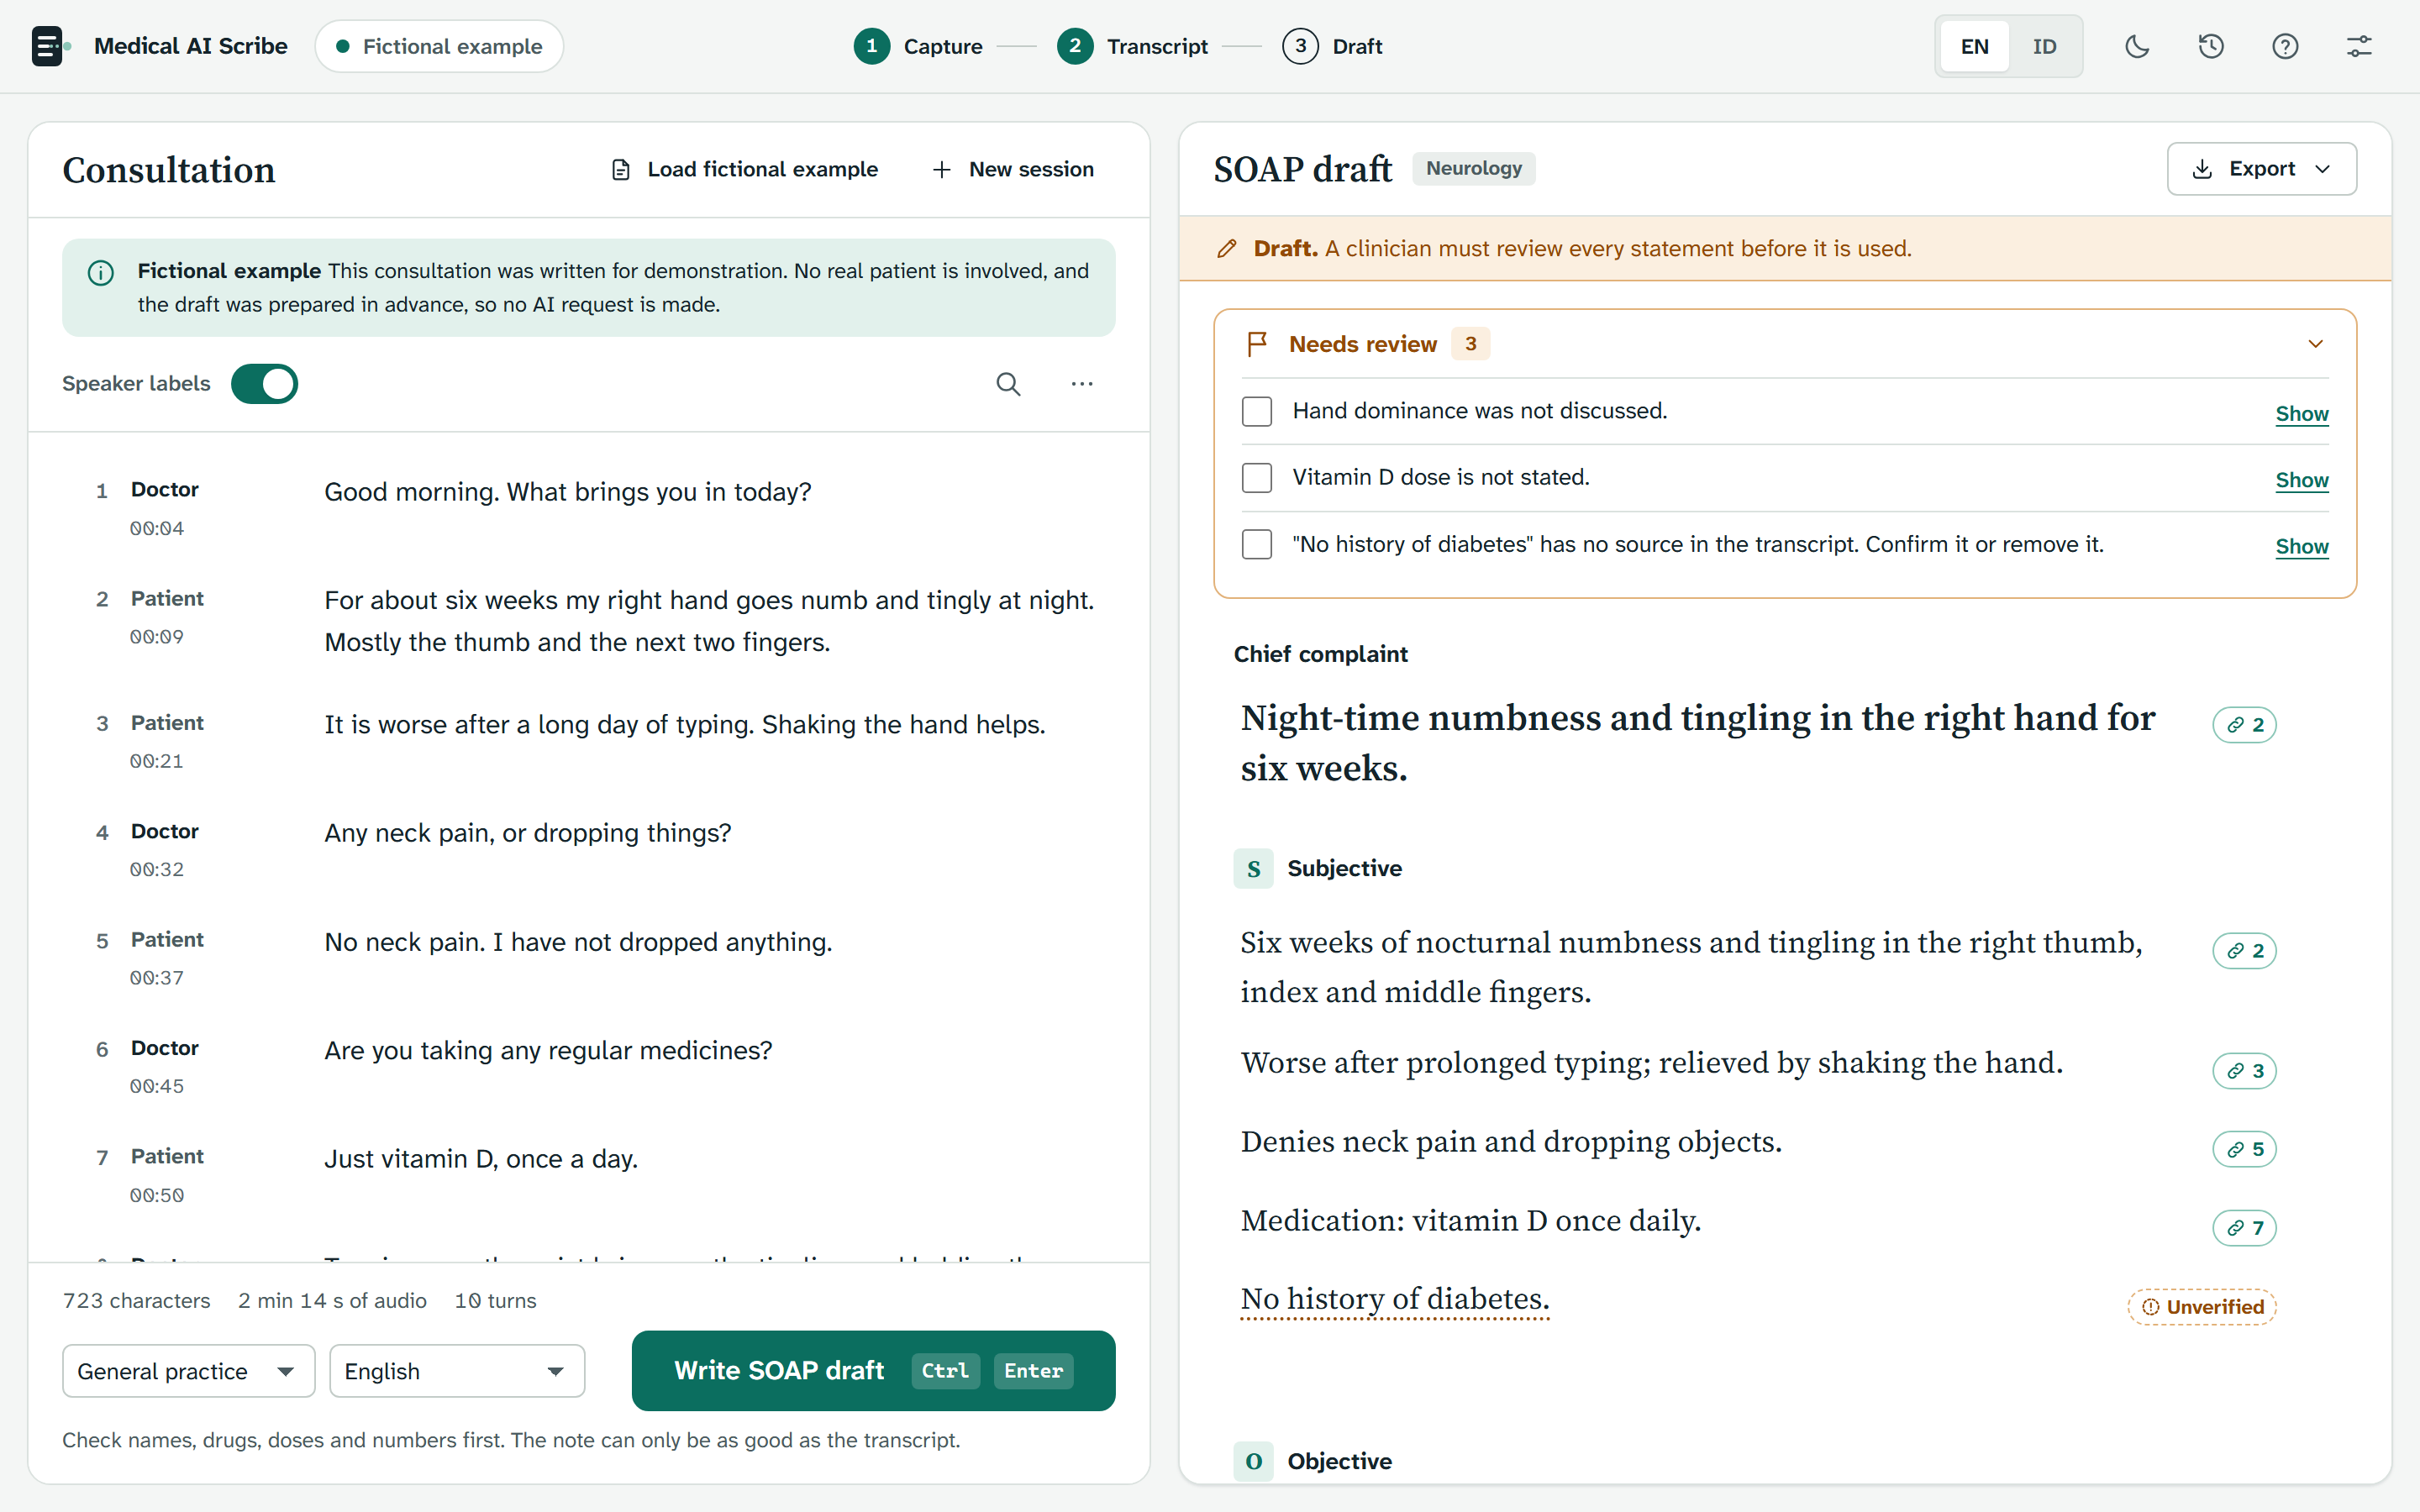 Medical AI Scribe
Fictional example
1 Capture
2 Transcript
3 Draft
EN ID
Consultation
Load fictional example
New session
Fictional example This consultation was written for demonstration. No real patient is involved, and
the draft was prepared in advance, so no AI request is made.
Speaker labels
1 Doctor Good morning. What brings you in today?
00:04
2 Patient For about six weeks my right hand goes numb and tingly at night.
00:09 Mostly the thumb and the next two fingers.
3 Patient It is worse after a long day of typing. Shaking the hand helps.
00:21
4 Doctor Any neck pain, or dropping things?
00:32
5 Patient No neck pain. I have not dropped anything.
00:37
6 Doctor Are you taking any regular medicines?
00:45
7 Patient Just vitamin D, once a day.
00:50
723 characters 2 min 14 s of audio 10 turns
General practice
English
Write SOAP draft Ctrl Enter
Check names, drugs, doses and numbers first. The note can only be as good as the transcript.
SOAP draft Neurology
Export
Draft. A clinician must review every statement before it is used.
Needs review 3
Hand dominance was not discussed. Show
Vitamin D dose is not stated. Show
"No history of diabetes" has no source in the transcript. Confirm it or remove it. Show
Chief complaint
Night-time numbness and tingling in the right hand for 2
six weeks.
S Subjective
Six weeks of nocturnal numbness and tingling in the right thumb, 2
index and middle fingers.
Worse after prolonged typing; relieved by shaking the hand. 3
Denies neck pain and dropping objects. 5
Medication: vitamin D once daily. 7
No history of diabetes. Unverified
O Objective